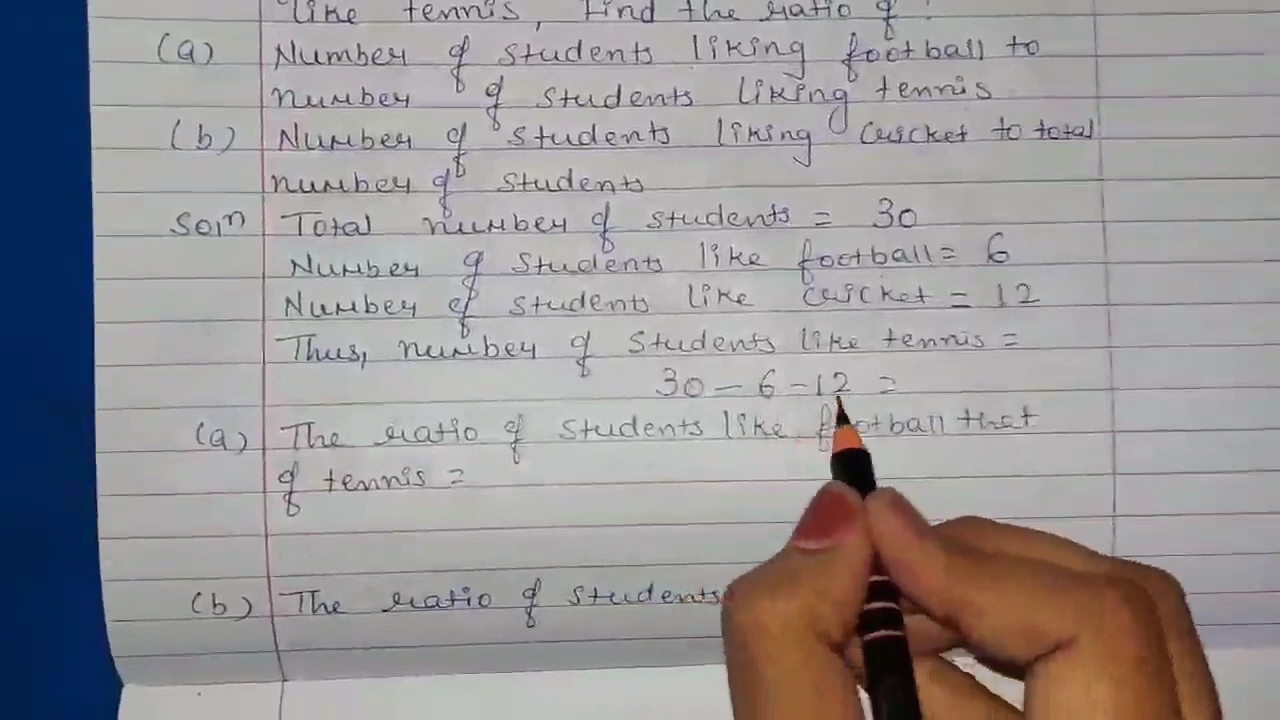 like tennis, Find the ratio of :
(a) Number of students liking football to
number of students liking tennis
(b) Number of students liking cricket to total
number of students
Soln Total number of students = 30
Number of students like football = 6
Number of students like cricket = 12
Thus, number of students like tennis =
30 - 6 - 12 =
(a) The ratio of students like football that
of tennis =
(b) The ratio of students